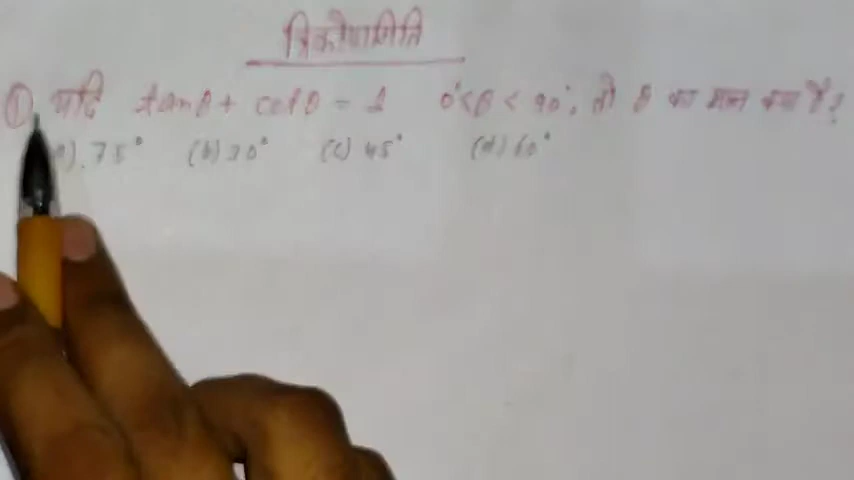 त्रिकोणमिति
① यदि tanθ + cotθ = 2 0°<θ < 90°, तो θ का मान क्या है?
(a). 75° (b) 30° (c) 45° (d) 60°